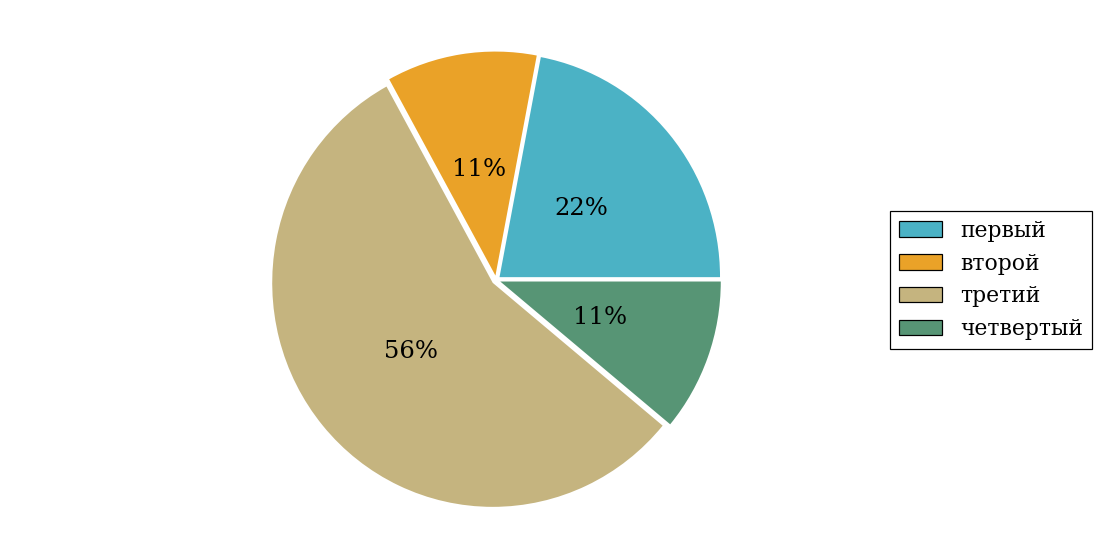 11%
22%
11%
56%
первый
второй
третий
четвертый